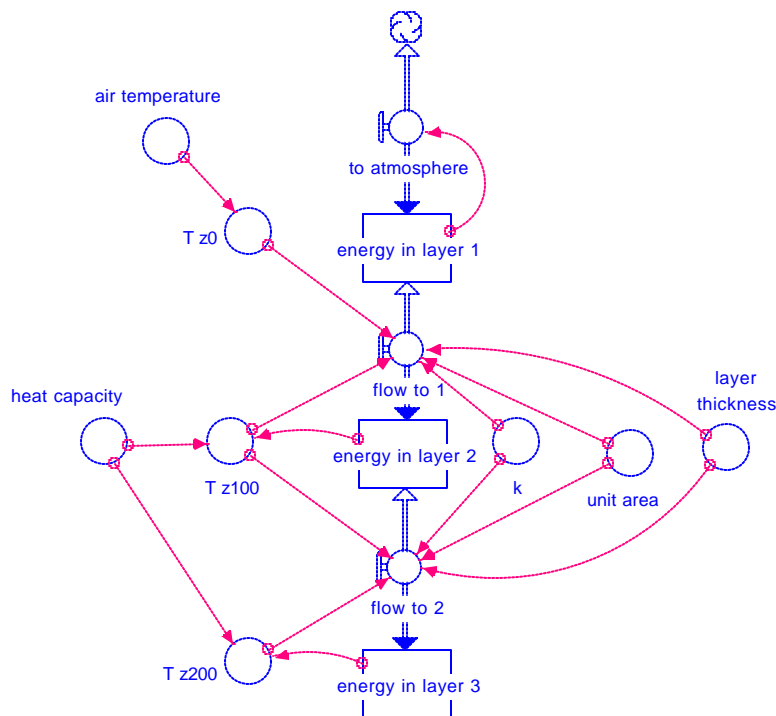 air temperature
to atmosphere
T z0
energy in layer 1
heat capacity
flow to 1
layer
thickness
T z100
energy in layer 2
k
unit area
flow to 2
T z200
energy in layer 3